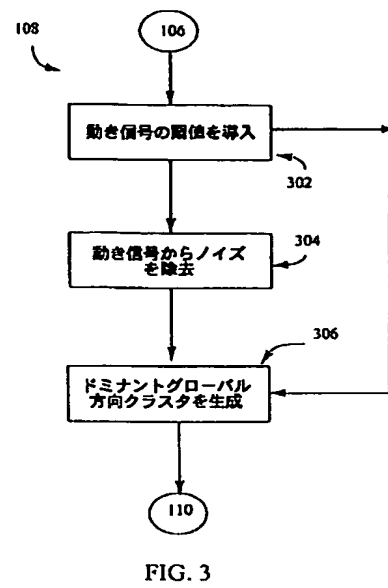 108
106
動き信号の閾値を導入
302
動き信号からノイズ
を除去
304
306
ドミナントグローバル
方向クラスタを生成
110
FIG. 3